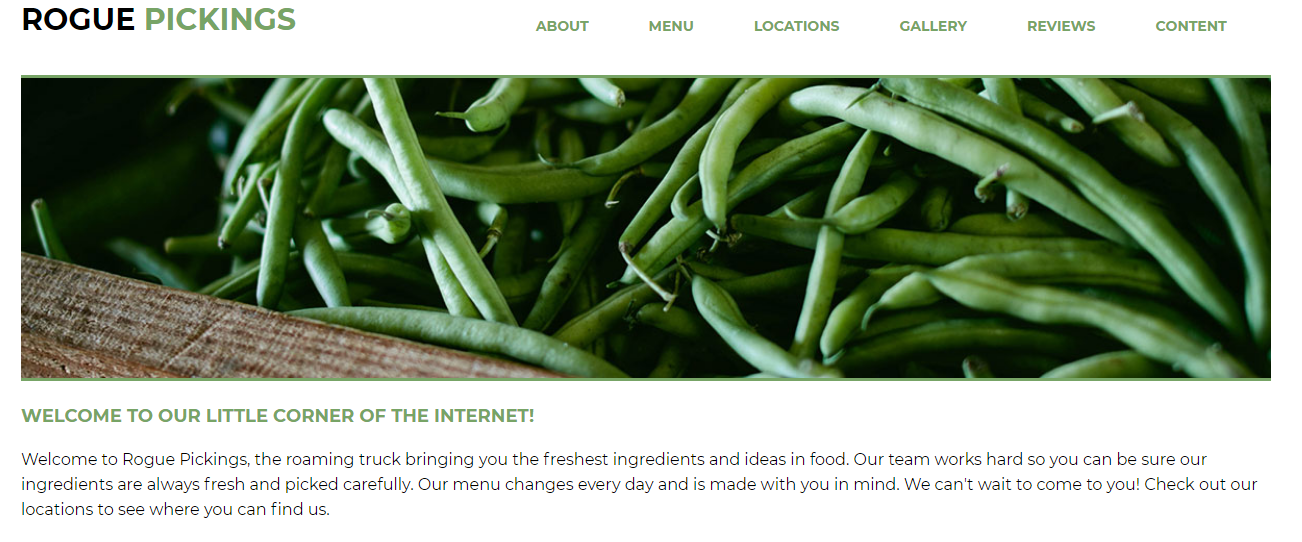 ROGUE PICKINGS
ABOUT MENU LOCATIONS GALLERY REVIEWS CONTENT
WELCOME TO OUR LITTLE CORNER OF THE INTERNET!
Welcome to Rogue Pickings, the roaming truck bringing you the freshest ingredients and ideas in food. Our team works hard so you can be sure our
ingredients are always fresh and picked carefully. Our menu changes every day and is made with you in mind. We can't wait to come to you! Check out our
locations to see where you can find us.